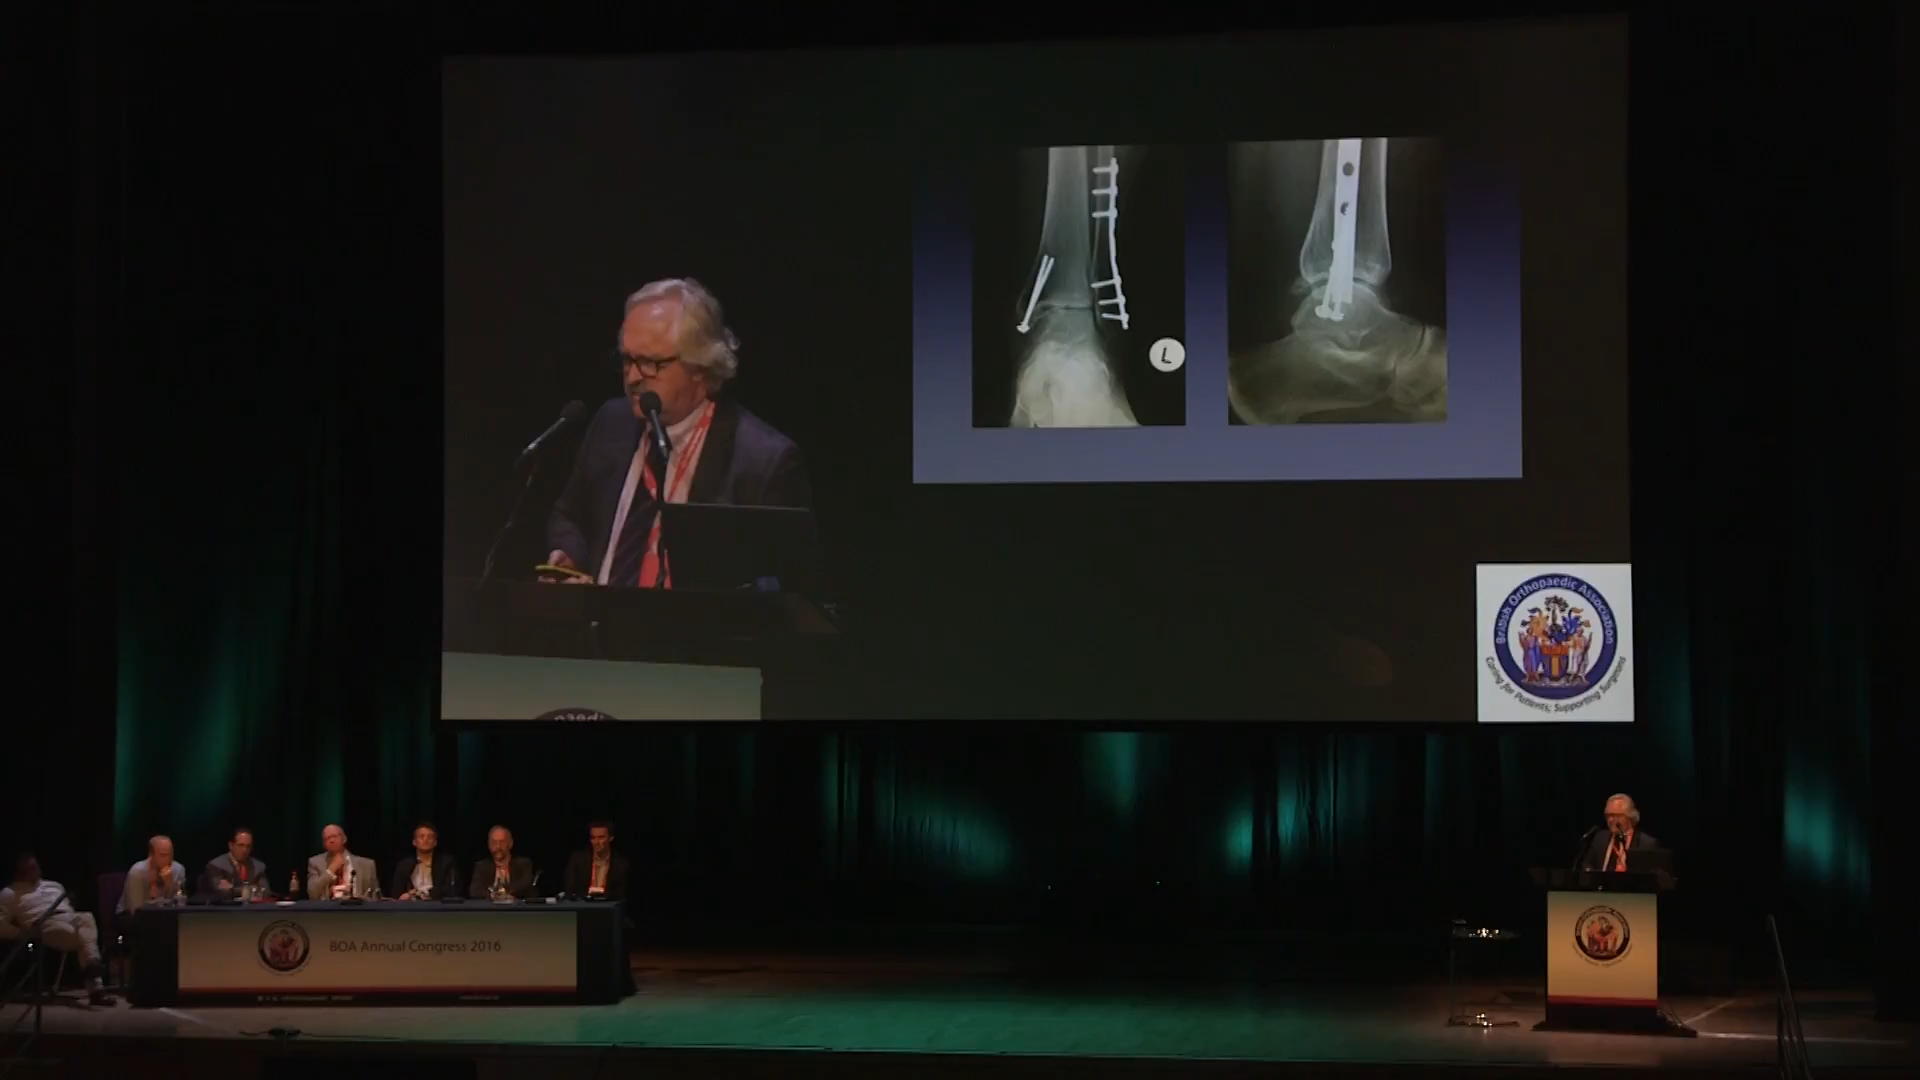 L
British Orthopaedic Association
Caring for Patients; Supporting Surgeons
BOA Annual Congress 2016